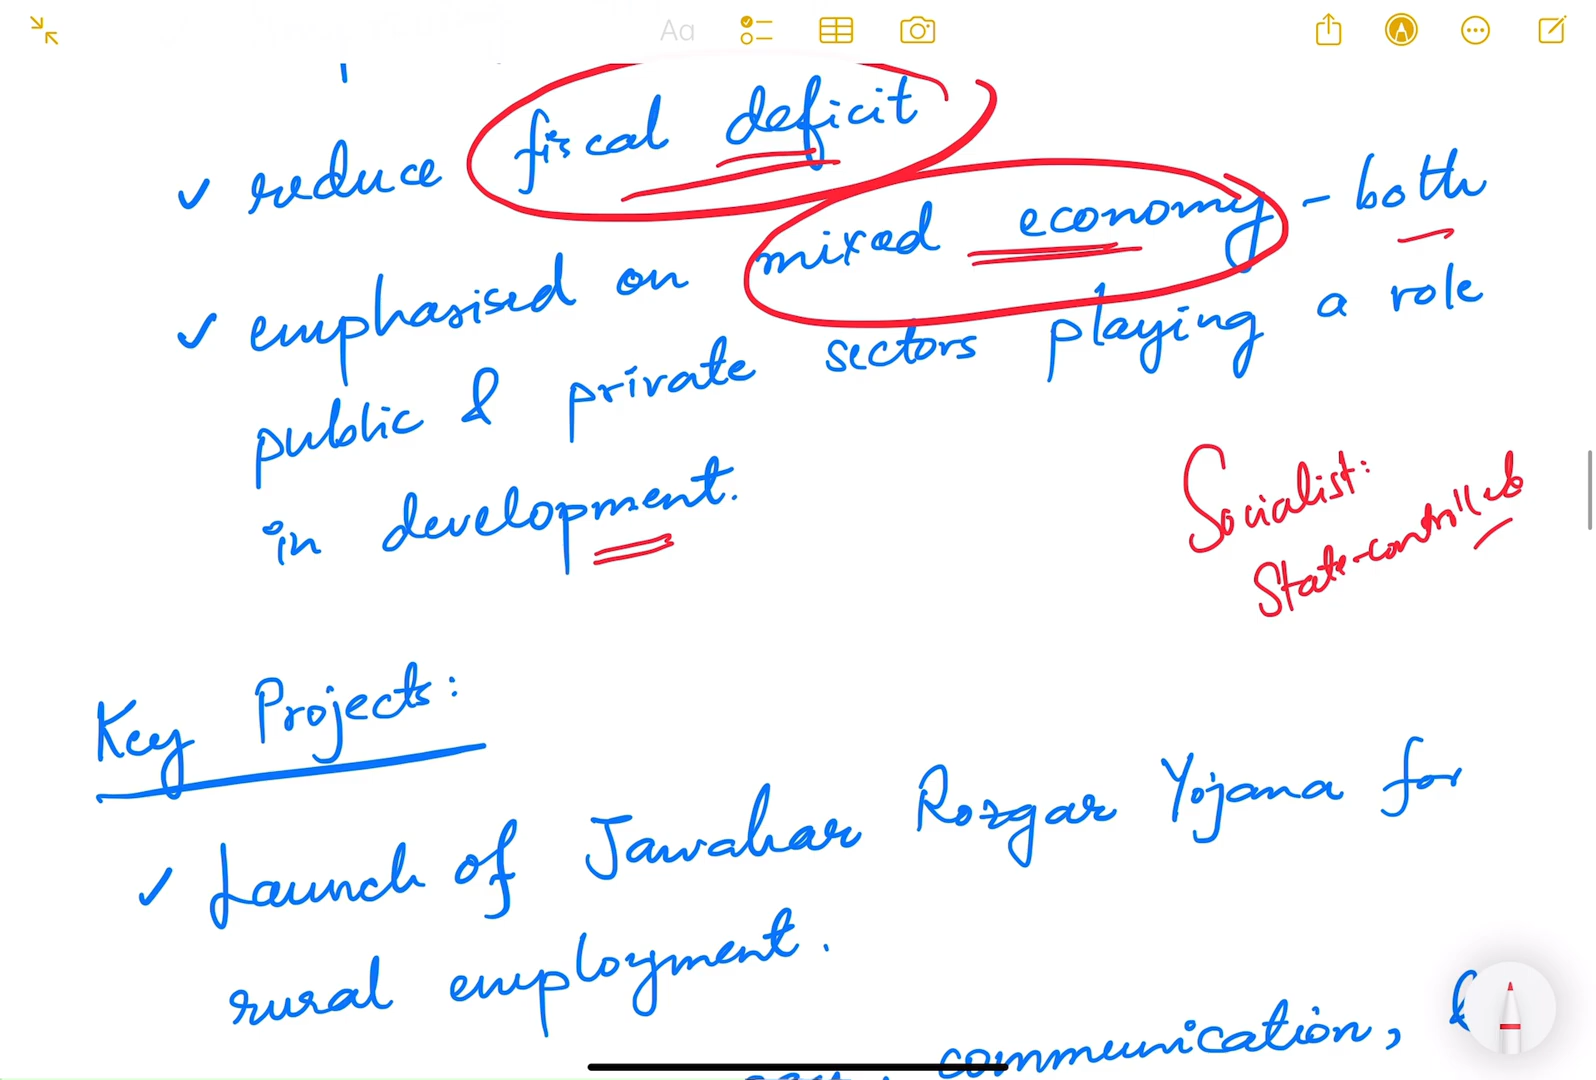 Aa
✓ reduce fiscal deficit
✓ emphasised on mixed economy - both
public & private sectors playing a role
in development.
Socialist:
State-controlled
Key Projects:
✓ Launch of Jawahar Rozgar Yojana for
rural employment.
communication, &